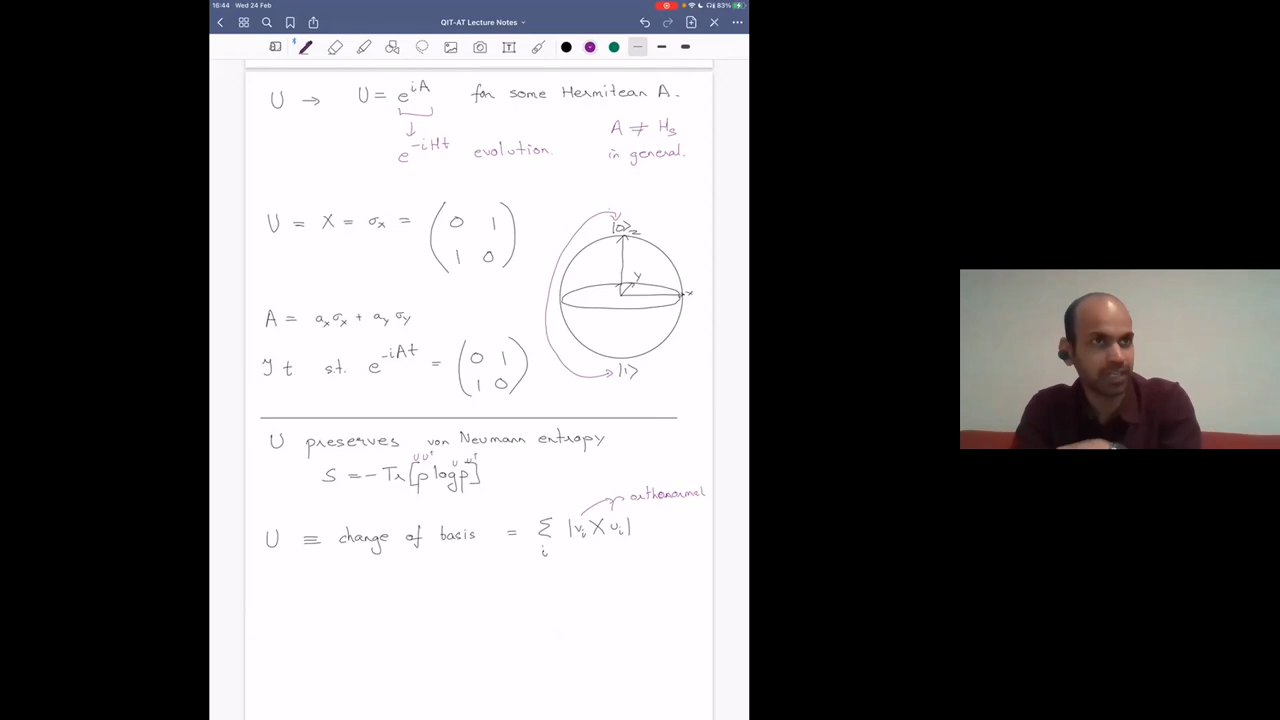 16:44 Wed 24 Feb
83%
QIT-AT Lecture Notes
U → U = e^{iA} for some Hermitean A.
↓
e^{-iHt} evolution.
A ≠ H_S
in general.
U = X = σ_x = ( 0 1
1 0 )
|0⟩
z
y
x
|1⟩
A = a_x σ_x + a_y σ_y
∃ t s.t. e^{-iAt} = ( 0 1
1 0 )
U preserves von Neumann entropy
U U† U U†
S = -Tr[ρ log ρ]
orthonormal
U ≡ change of basis = Σ_i |v_i X u_i|